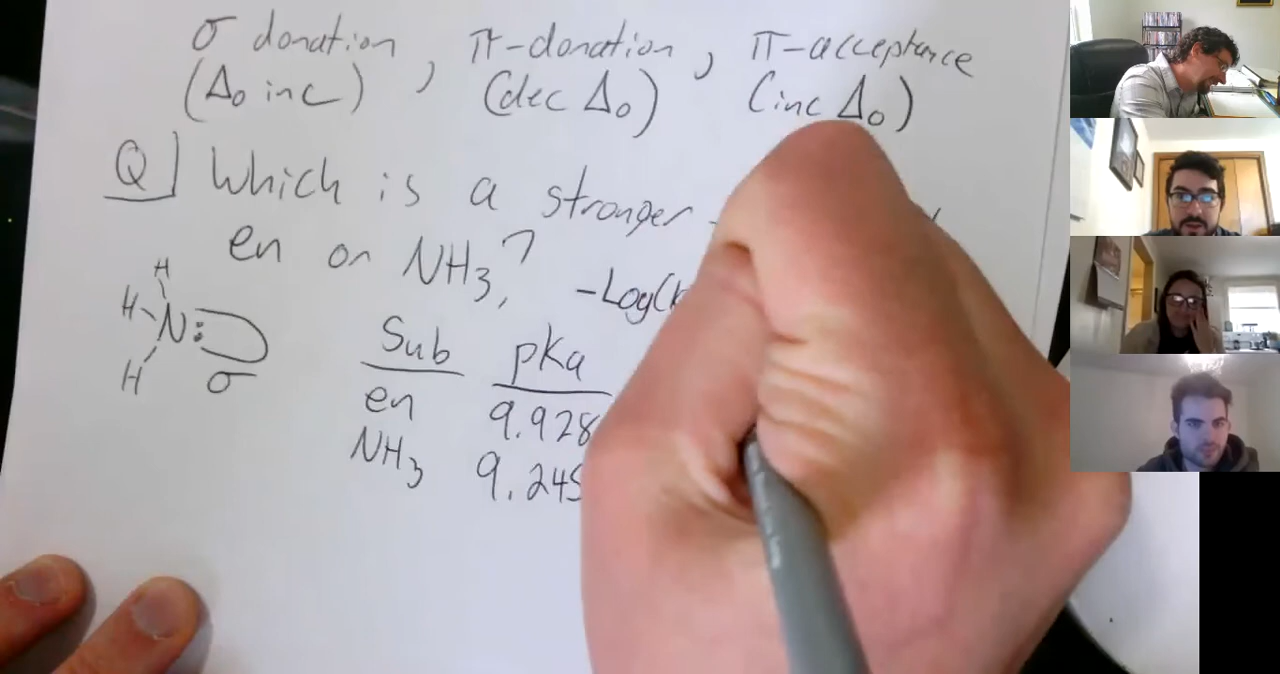 σ donation, π-donation, π-acceptance
(Δo inc) (dec Δo) (inc Δo)
Q] Which is a stronger
en or NH3?
-Log(k
H
H N:
H σ
Sub pKa
en 9.928
NH3 9.245